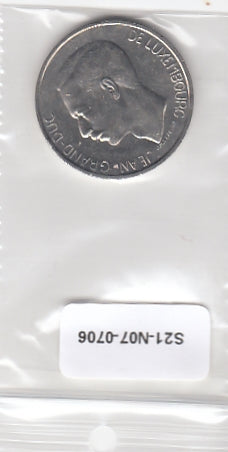 JEAN·GRAND-DUC DE LUXEMBOURG
S21-N07-0706